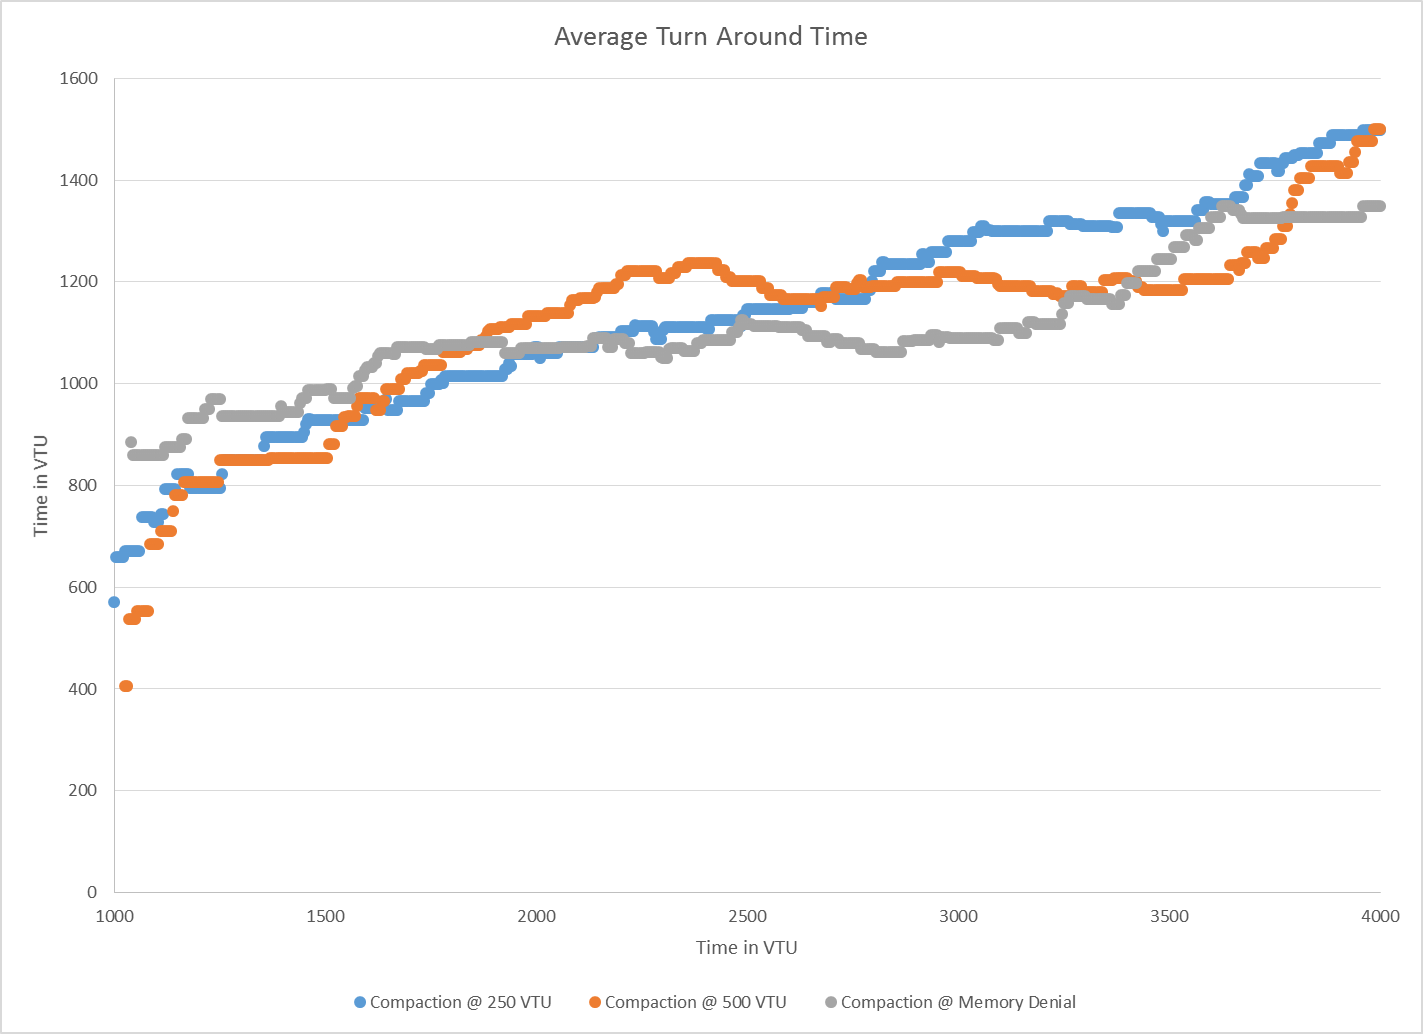 Average Turn Around Time
1600
1400
1200
1000
800
600
400
200
0
Time in VTU
1000 1500 2000 2500 3000 3500 4000
Time in VTU
Compaction @ 250 VTU Compaction @ 500 VTU Compaction @ Memory Denial